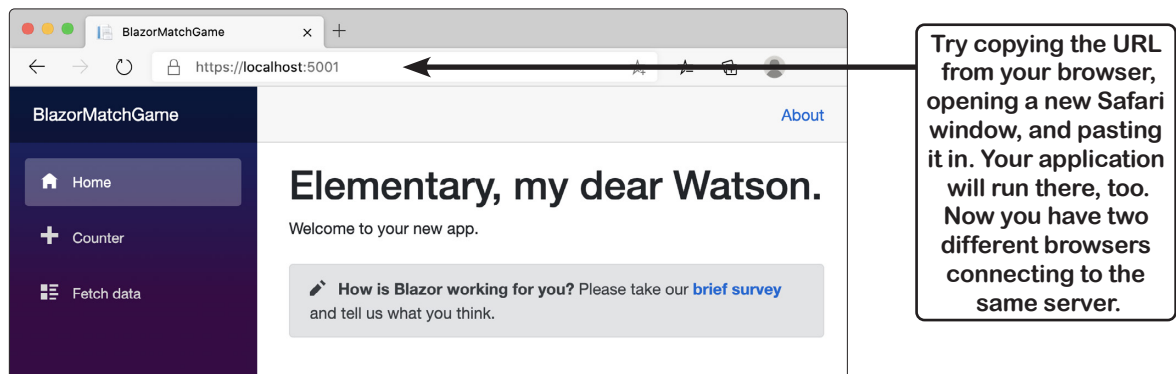 BlazorMatchGame
https://localhost:5001
BlazorMatchGame
About
Home
Counter
Fetch data
Elementary, my dear Watson.
Welcome to your new app.
How is Blazor working for you? Please take our brief survey
and tell us what you think.
Try copying the URL
from your browser,
opening a new Safari
window, and pasting
it in. Your application
will run there, too.
Now you have two
different browsers
connecting to the
same server.